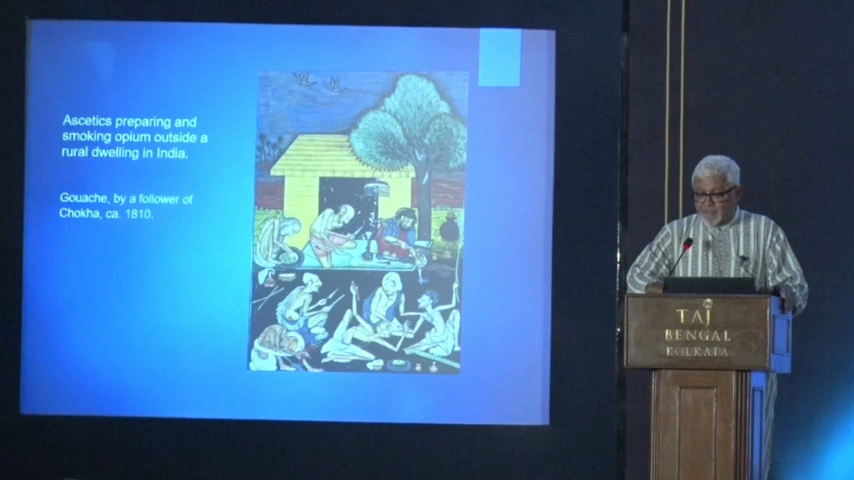 Ascetics preparing and
smoking opium outside a
rural dwelling in India.
Gouache, by a follower of
Chokha, ca. 1810.
TAJ
BENGAL
KOLKATA